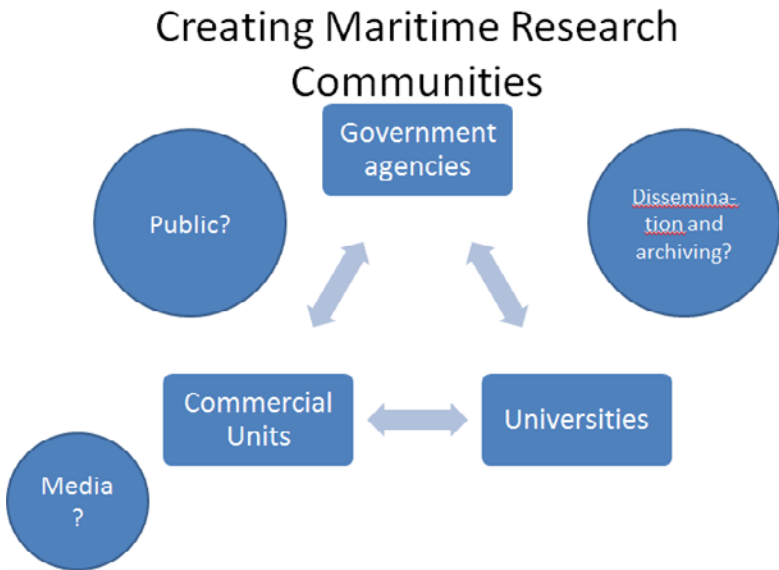 Creating Maritime Research
Communities
Government
agencies
Public?
Dissemina-
tion and
archiving?
Commercial
Units
Universities
Media
?